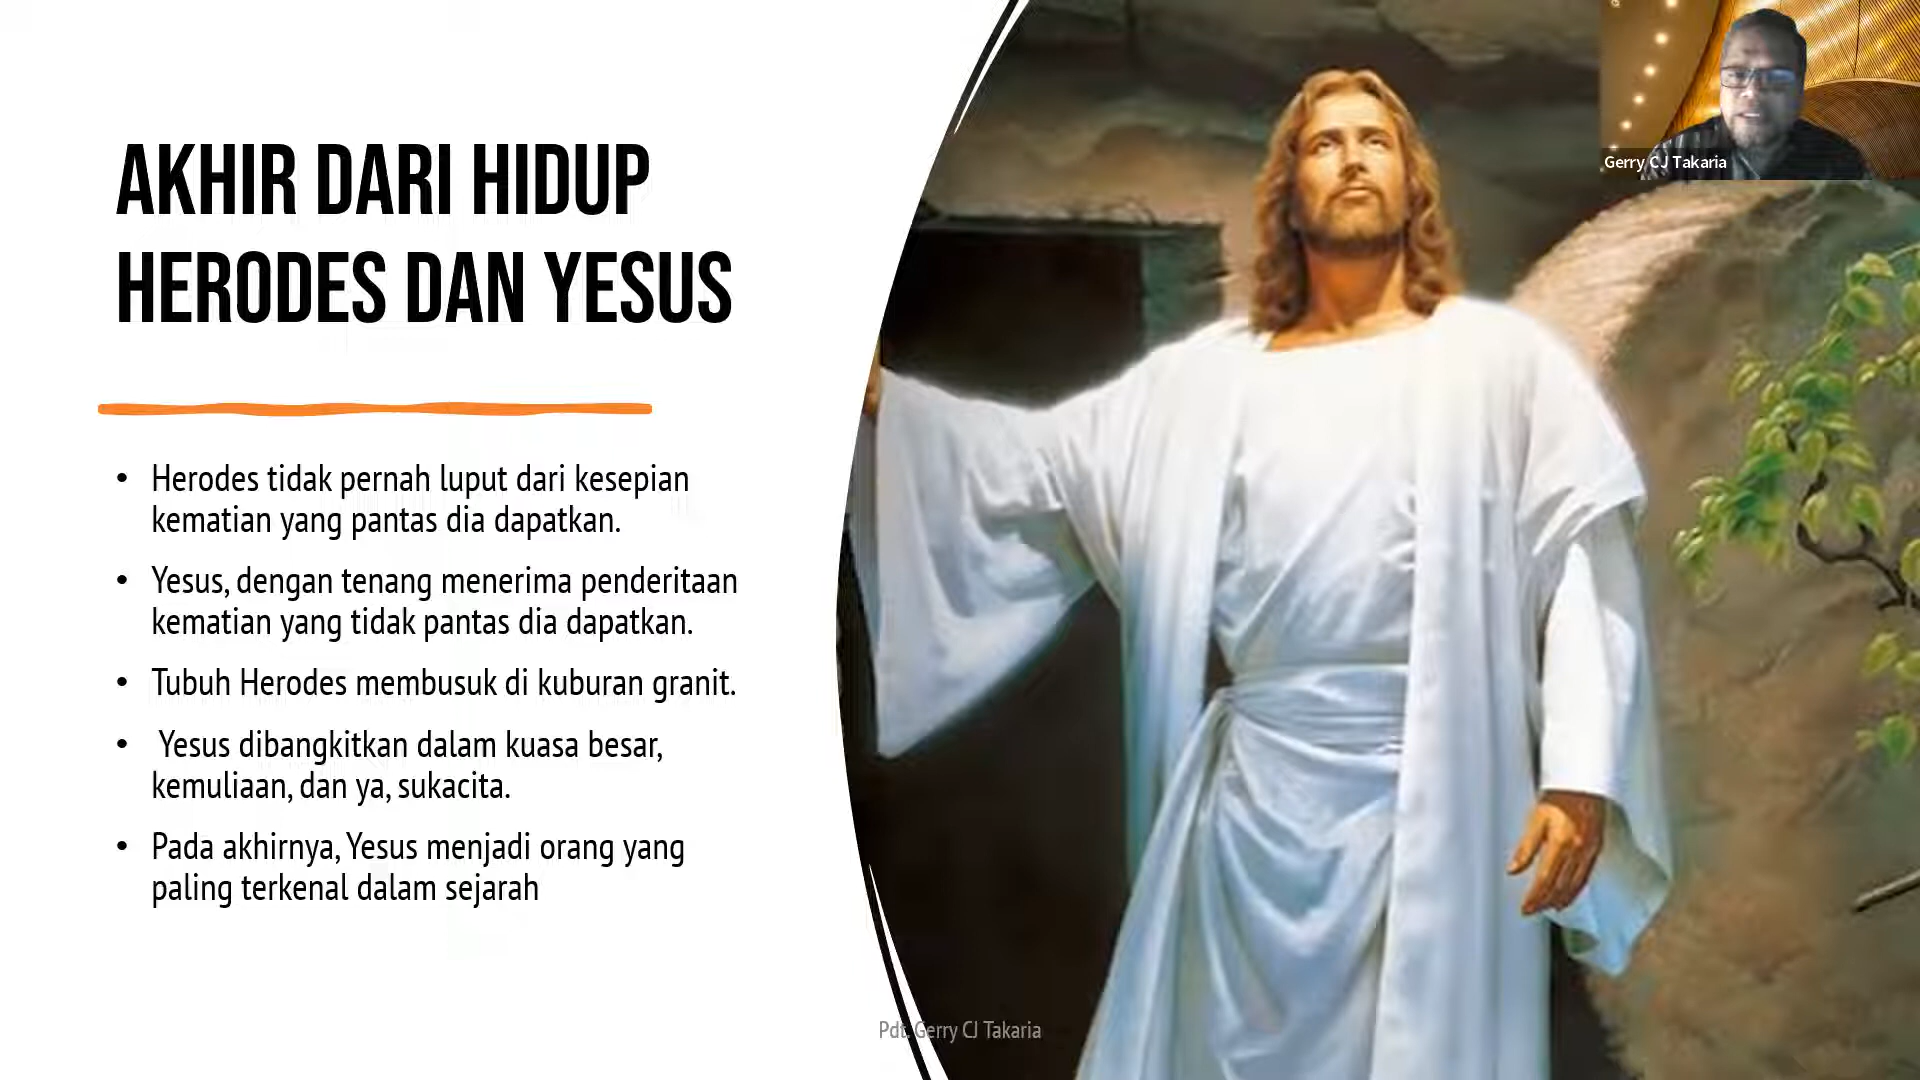 AKHIR DARI HIDUP
HERODES DAN YESUS
• Herodes tidak pernah luput dari kesepian
kematian yang pantas dia dapatkan.
• Yesus, dengan tenang menerima penderitaan
kematian yang tidak pantas dia dapatkan.
• Tubuh Herodes membusuk di kuburan granit.
• Yesus dibangkitkan dalam kuasa besar,
kemuliaan, dan ya, sukacita.
• Pada akhirnya, Yesus menjadi orang yang
paling terkenal dalam sejarah
Gerry CJ Takaria
Pdt. Gerry CJ Takaria